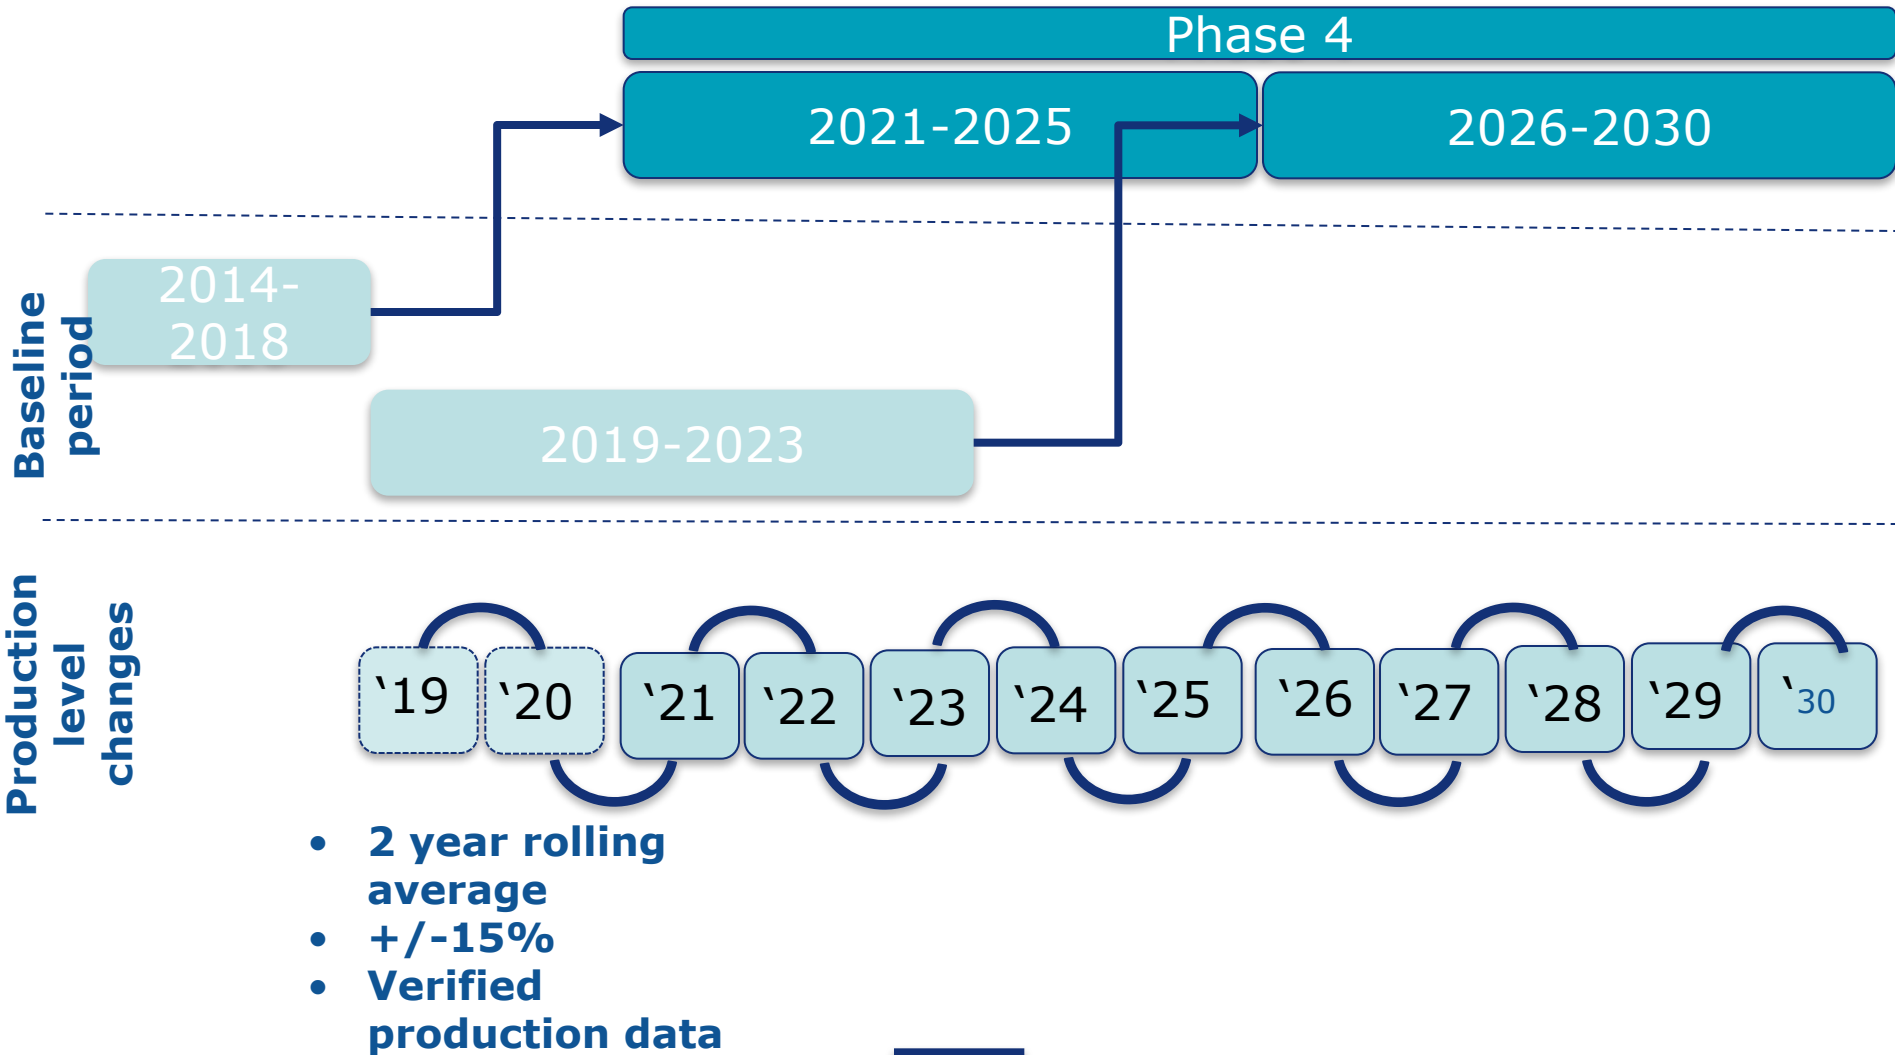 Phase 4
2021-2025
2026-2030
Baseline
period
2014-
2018
2019-2023
Production
level
changes
‘19
‘20
‘21
‘22
‘23
‘24
‘25
‘26
‘27
‘28
‘29
‘30
• 2 year rolling
average
• +/-15%
• Verified
production data